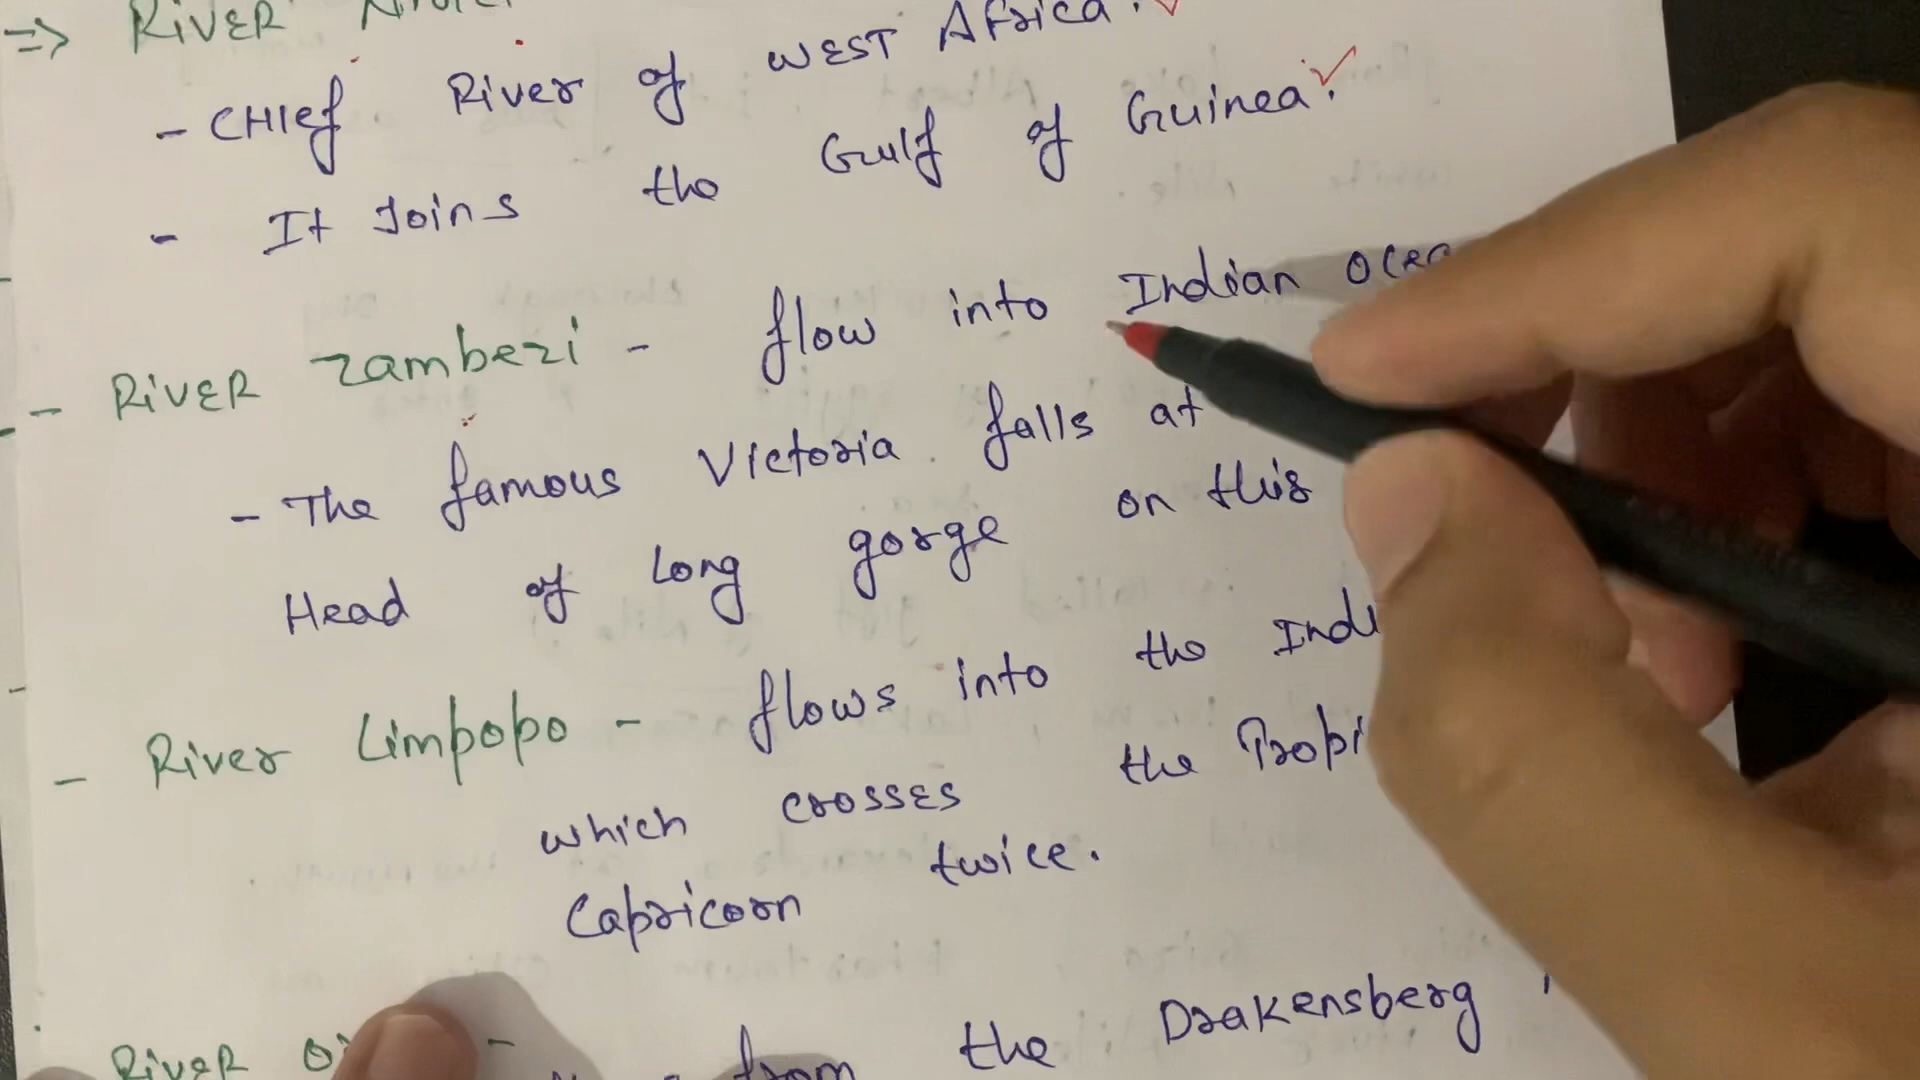 => RIVER
- CHIef River of WEST Africa.
- It Joins the Gulf of Guinea.
- RIVER Zambezi - flow into Indian
- The famous Victoria falls at
Head of Long gorge on this
- River Limpopo - flows into the
which crosses the
Capricorn twice.
RIVER - from the Drakensberg